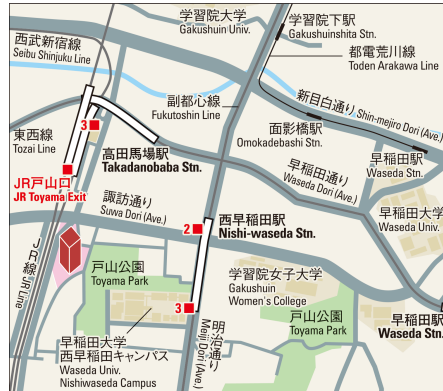 学習院大学
Gakushuin Univ.
学習院下駅
Gakushuinshita Stn.
西武新宿線
Seibu Shinjuku Line
都電荒川線
Toden Arakawa Line
副都心線
Fukutoshin Line
新目白通り Shin-mejiro Dori (Ave.)
面影橋駅
Omokadebashi Stn.
3
東西線
Tozai Line
高田馬場駅
Takadanobaba Stn.
早稲田通り
Waseda Dori (Ave.)
早稲田駅
Waseda Stn.
JR戸山口
JR Toyama Exit
諏訪通り
Suwa Dori (Ave.)
2
西早稲田駅
Nishi-waseda Stn.
早稲田大学
Waseda Univ.
JR線 JR Line
戸山公園
Toyama Park
学習院女子大学
Gakushuin
Women's College
3
戸山公園
Toyama Park
早稲田駅
Waseda Stn.
早稲田大学
西早稲田キャンパス
Waseda Univ.
Nishiwaseda Campus
明治通り
Meiji Dori (Ave.)